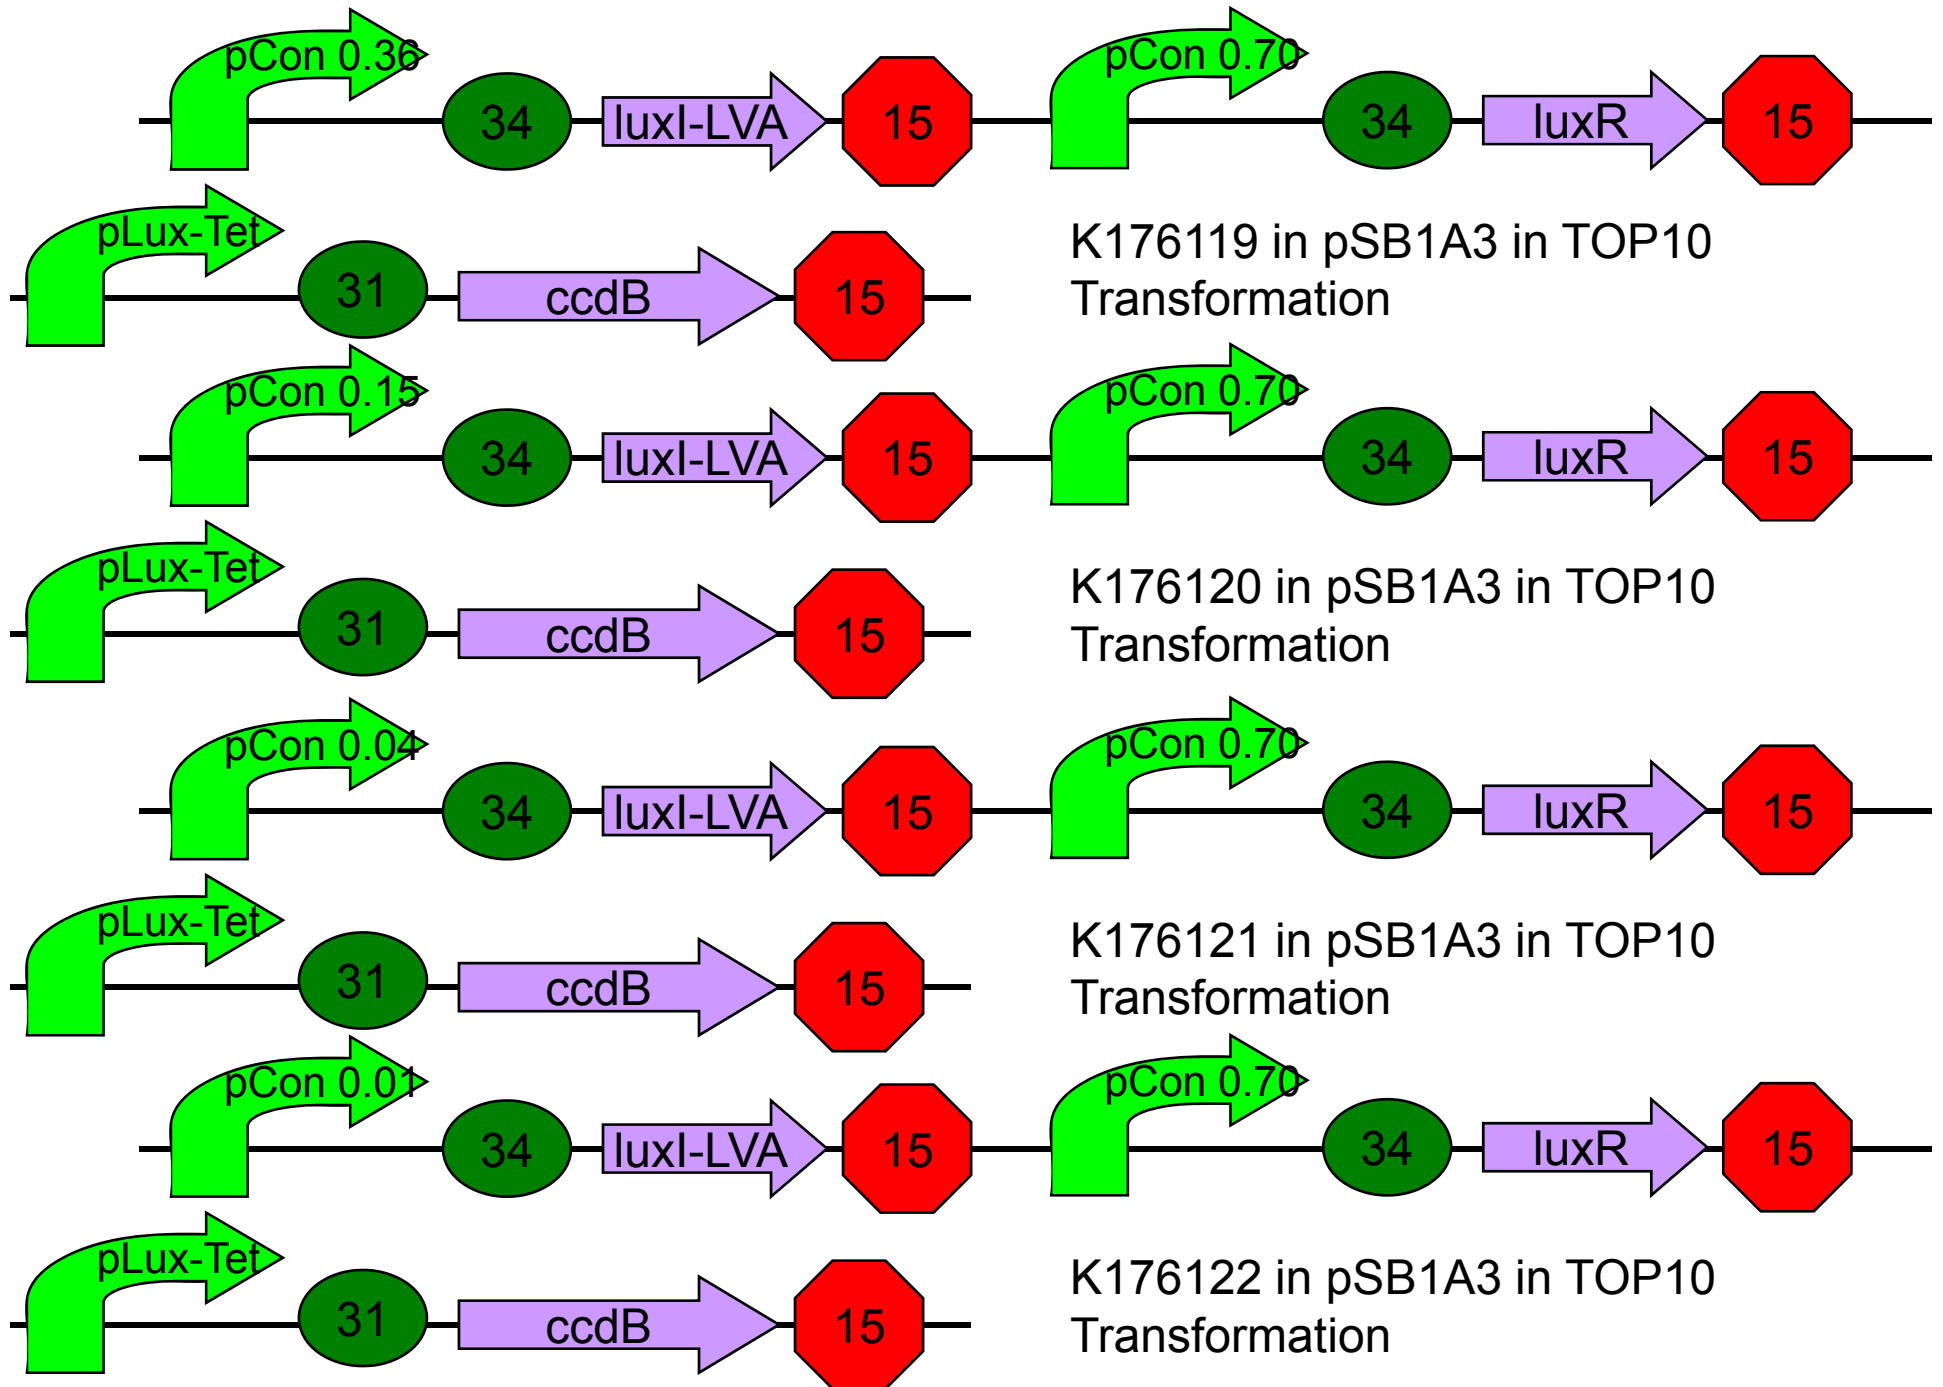 pCon 0.36 34 luxI-LVA 15 pCon 0.70 34 luxR 15
pLux-Tet 31 ccdB 15
K176119 in pSB1A3 in TOP10
Transformation
pCon 0.15 34 luxI-LVA 15 pCon 0.70 34 luxR 15
pLux-Tet 31 ccdB 15
K176120 in pSB1A3 in TOP10
Transformation
pCon 0.04 34 luxI-LVA 15 pCon 0.70 34 luxR 15
pLux-Tet 31 ccdB 15
K176121 in pSB1A3 in TOP10
Transformation
pCon 0.01 34 luxI-LVA 15 pCon 0.70 34 luxR 15
pLux-Tet 31 ccdB 15
K176122 in pSB1A3 in TOP10
Transformation